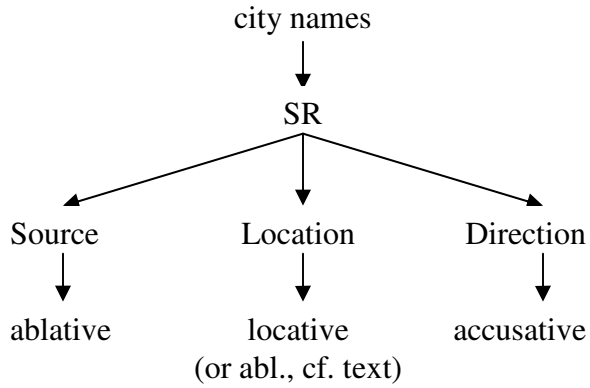 city names
SR
Source Location Direction
ablative locative accusative
(or abl., cf. text)